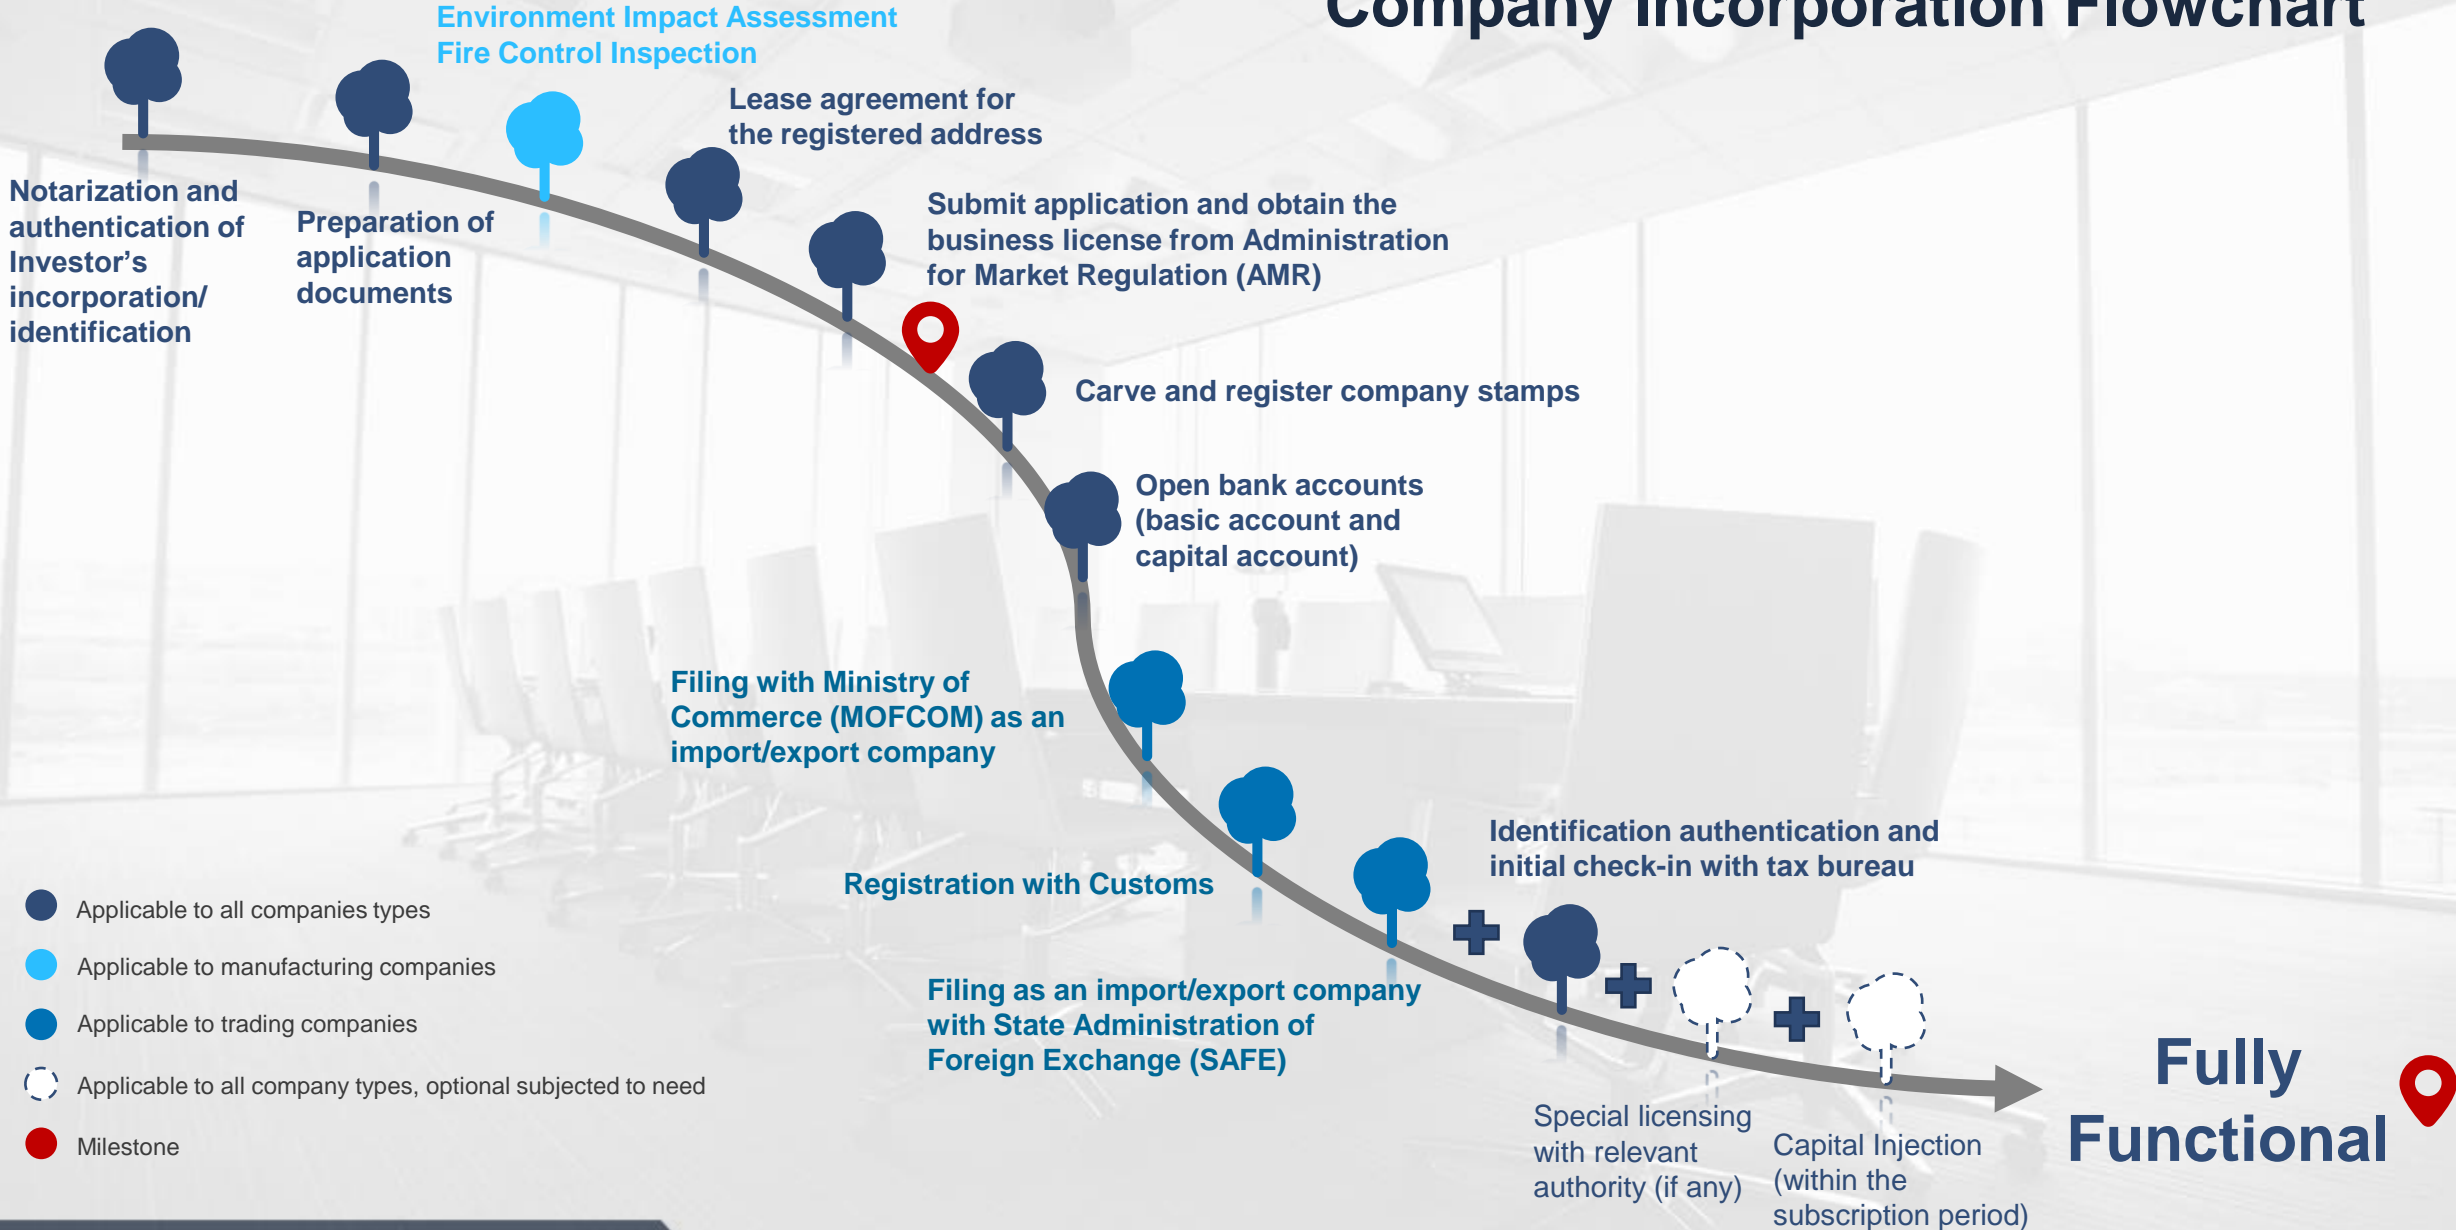 Company Incorporation Flowchart
Environment Impact Assessment
Fire Control Inspection
Lease agreement for
the registered address
Notarization and
authentication of
Investor’s
incorporation/
identification
Preparation of
application
documents
Submit application and obtain the
business license from Administration
for Market Regulation (AMR)
Carve and register company stamps
Open bank accounts
(basic account and
capital account)
Filing with Ministry of
Commerce (MOFCOM) as an
import/export company
Registration with Customs
Identification authentication and
initial check-in with tax bureau
Filing as an import/export company
with State Administration of
Foreign Exchange (SAFE)
Applicable to all companies types
Applicable to manufacturing companies
Applicable to trading companies
Applicable to all company types, optional subjected to need
Milestone
Special licensing
with relevant
authority (if any)
Capital Injection
(within the
subscription period)
Fully
Functional